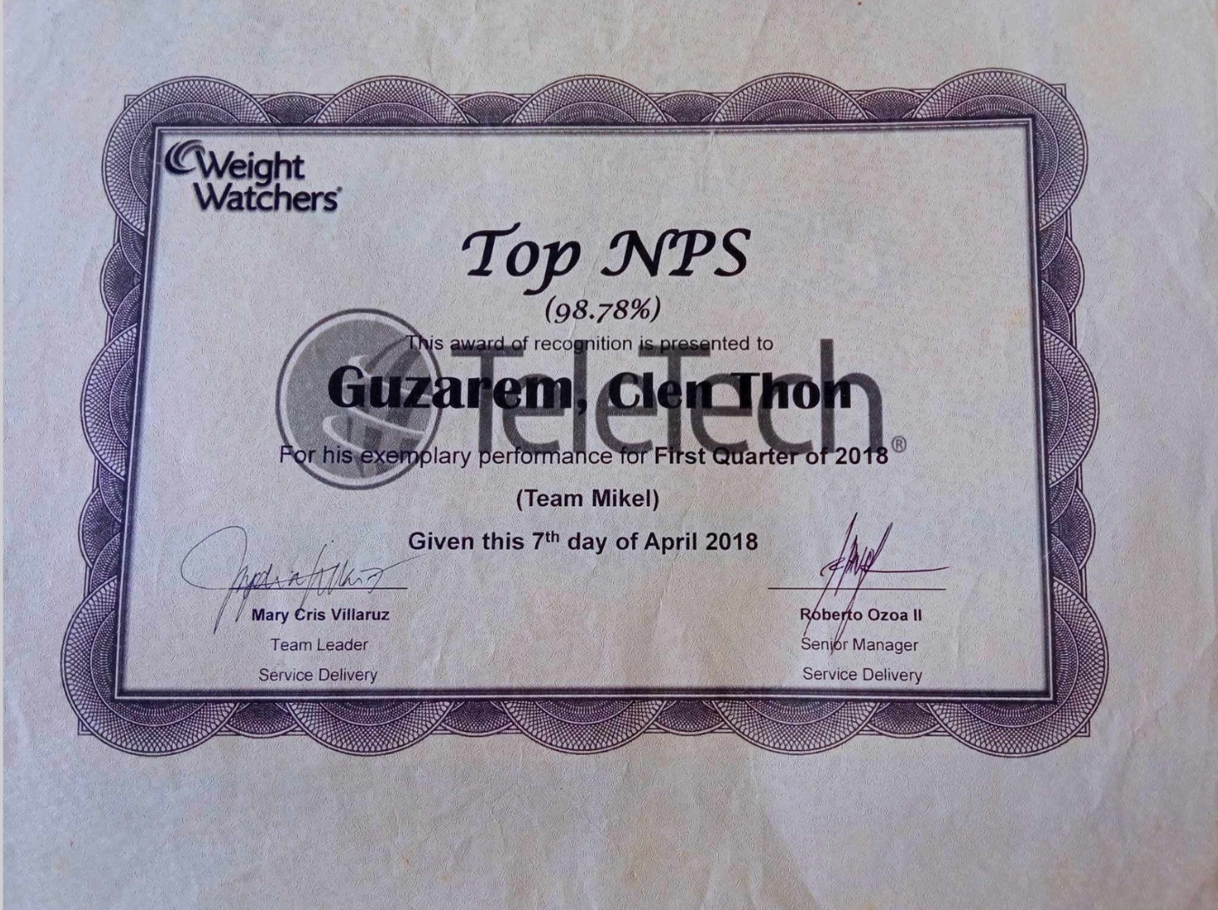 Weight
Watchers®
Top NPS
(98.78%)
This award of recognition is presented to
Guzarem, Clen Thon
TeleTech®
For his exemplary performance for First Quarter of 2018
(Team Mikel)
Given this 7th day of April 2018
Mary Cris Villaruz
Team Leader
Service Delivery
Roberto Ozoa II
Senior Manager
Service Delivery